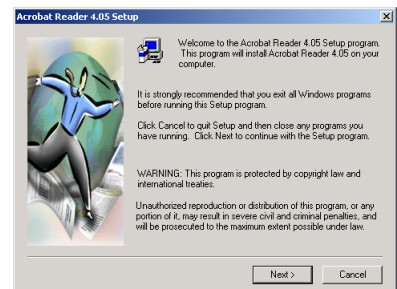 Acrobat Reader 4.05 Setup
Welcome to the Acrobat Reader 4.05 Setup program.
This program will install Acrobat Reader 4.05 on your
computer.
It is strongly recommended that you exit all Windows programs
before running this Setup program.
Click Cancel to quit Setup and then close any programs you
have running. Click Next to continue with the Setup program.
WARNING: This program is protected by copyright law and
international treaties.
Unauthorized reproduction or distribution of this program, or any
portion of it, may result in severe civil and criminal penalties, and
will be prosecuted to the maximum extent possible under law.
Next >
Cancel